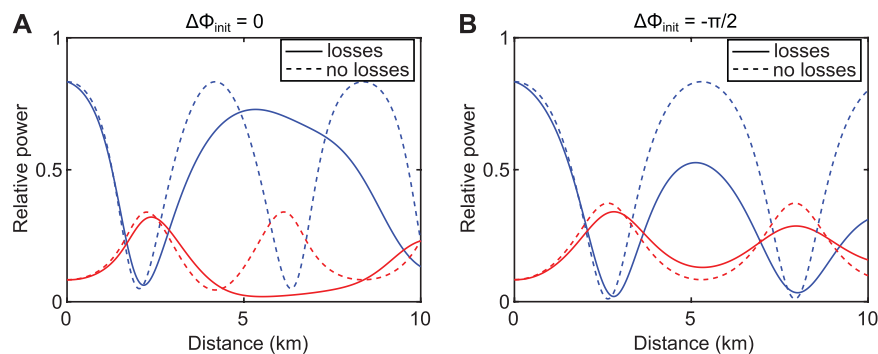 A
ΔΦinit = 0
1
0.5
0
Relative power
losses
no losses
0
5
10
Distance (km)
B
ΔΦinit = -π/2
1
0.5
0
Relative power
losses
no losses
0
5
10
Distance (km)